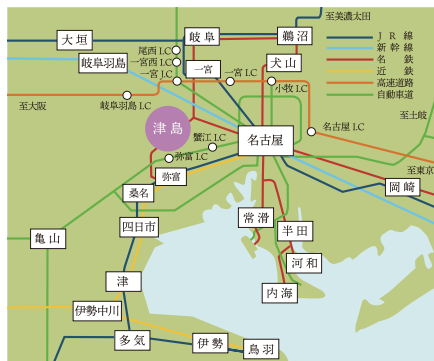 至美濃太田
大垣
岐阜
鵜沼
ＪＲ線
新幹線
名鉄
近鉄
高速道路
自動車道
尾西I.C
一宮西I.C
一宮J.C
岐阜羽島
一宮
犬山
一宮I.C
小牧I.C
至大阪
岐阜羽島I.C
至土岐
津島
蟹江I.C
名古屋
名古屋I.C
弥富I.C
至東京
弥富
桑名
岡崎
四日市
常滑
半田
亀山
河和
津
内海
伊勢中川
多気
伊勢
鳥羽